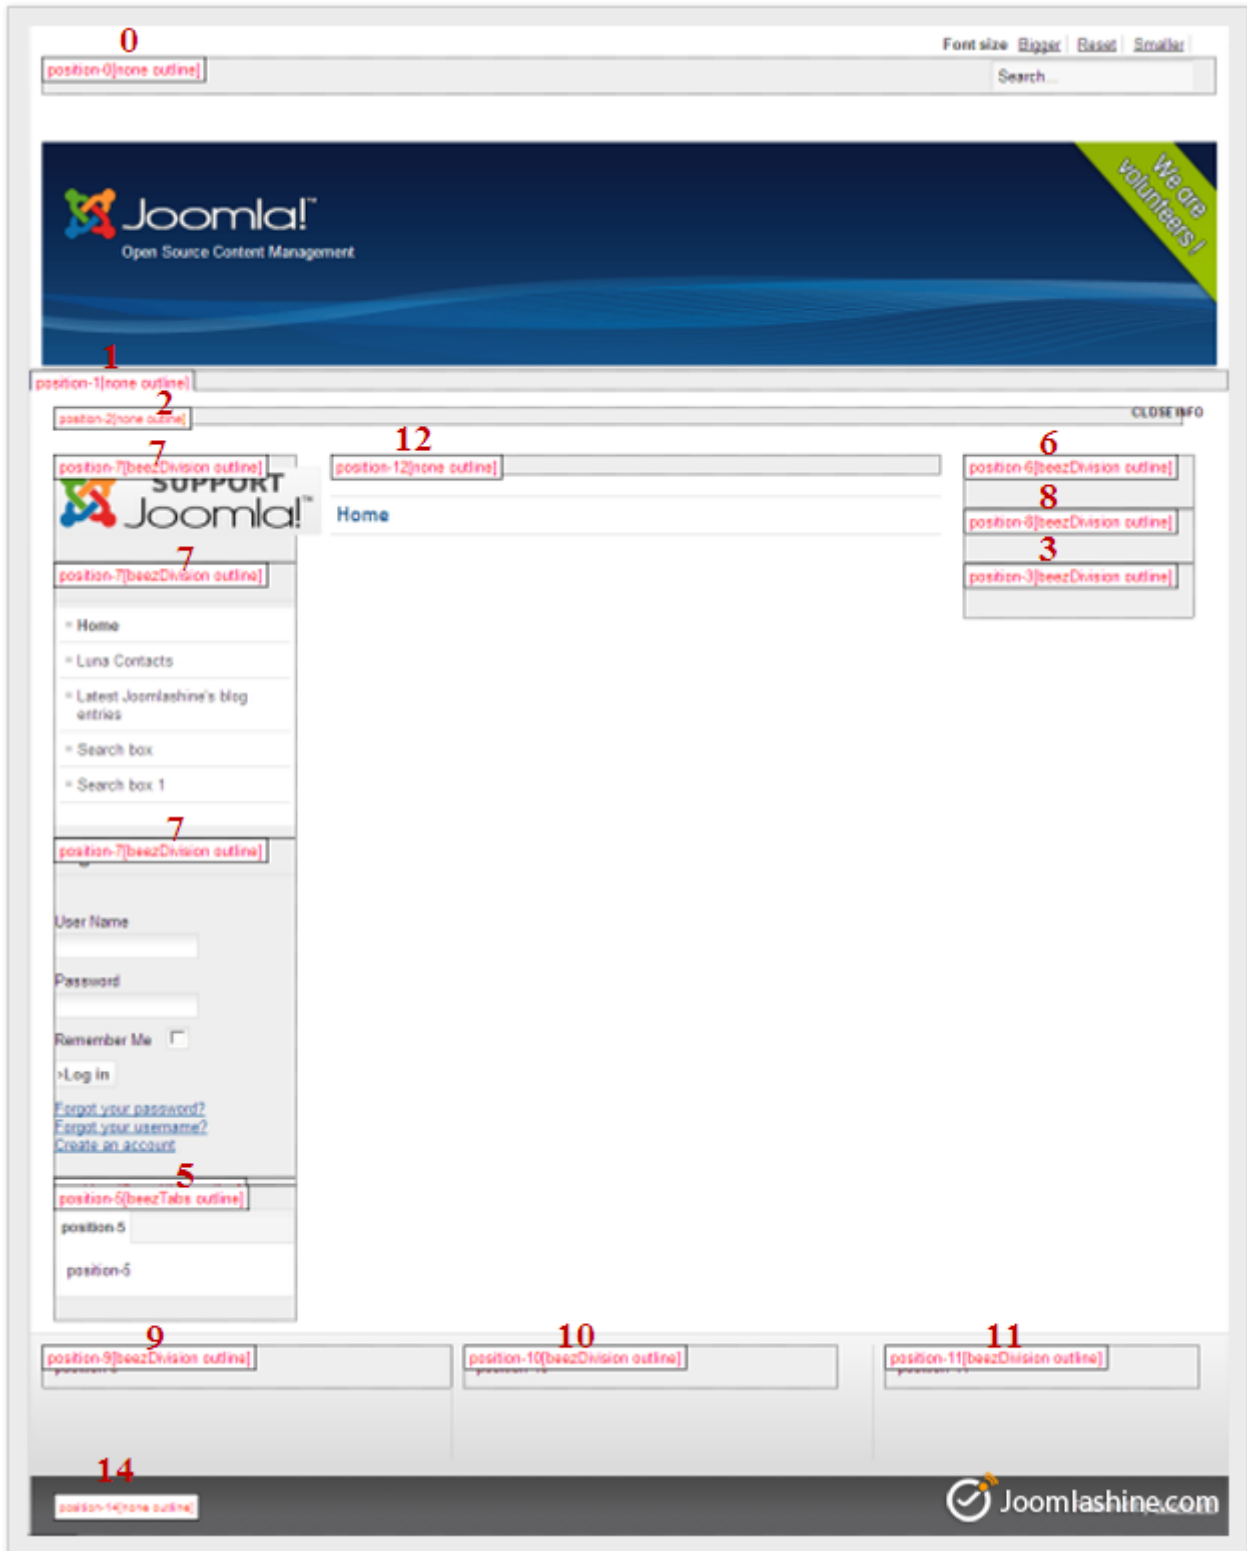 0
Font size Bigger Reset Smaller
position-0[none outline]
Search...
We are
volunteers!
Joomla!™
Open Source Content Management
1
position-1[none outline]
2
position-2[none outline]
CLOSE INFO
7
12
6
position-7[beezDivision outline]
position-12[none outline]
position-6[beezDivision outline]
SUPPORT
Joomla!™
Home
8
position-8[beezDivision outline]
7
3
position-7[beezDivision outline]
position-3[beezDivision outline]
Home
Luna Contacts
Latest Joomlashine's blog
entries
Search box
Search box 1
7
position-7[beezDivision outline]
User Name
Password
Remember Me
›Log in
Forgot your password?
Forgot your username?
Create an account
5
position-5[beezTabs outline]
position-5
position-5
9
10
11
position-9[beezDivision outline]
position-10[beezDivision outline]
position-11[beezDivision outline]
14
position-14[none outline]
Joomlashine.com